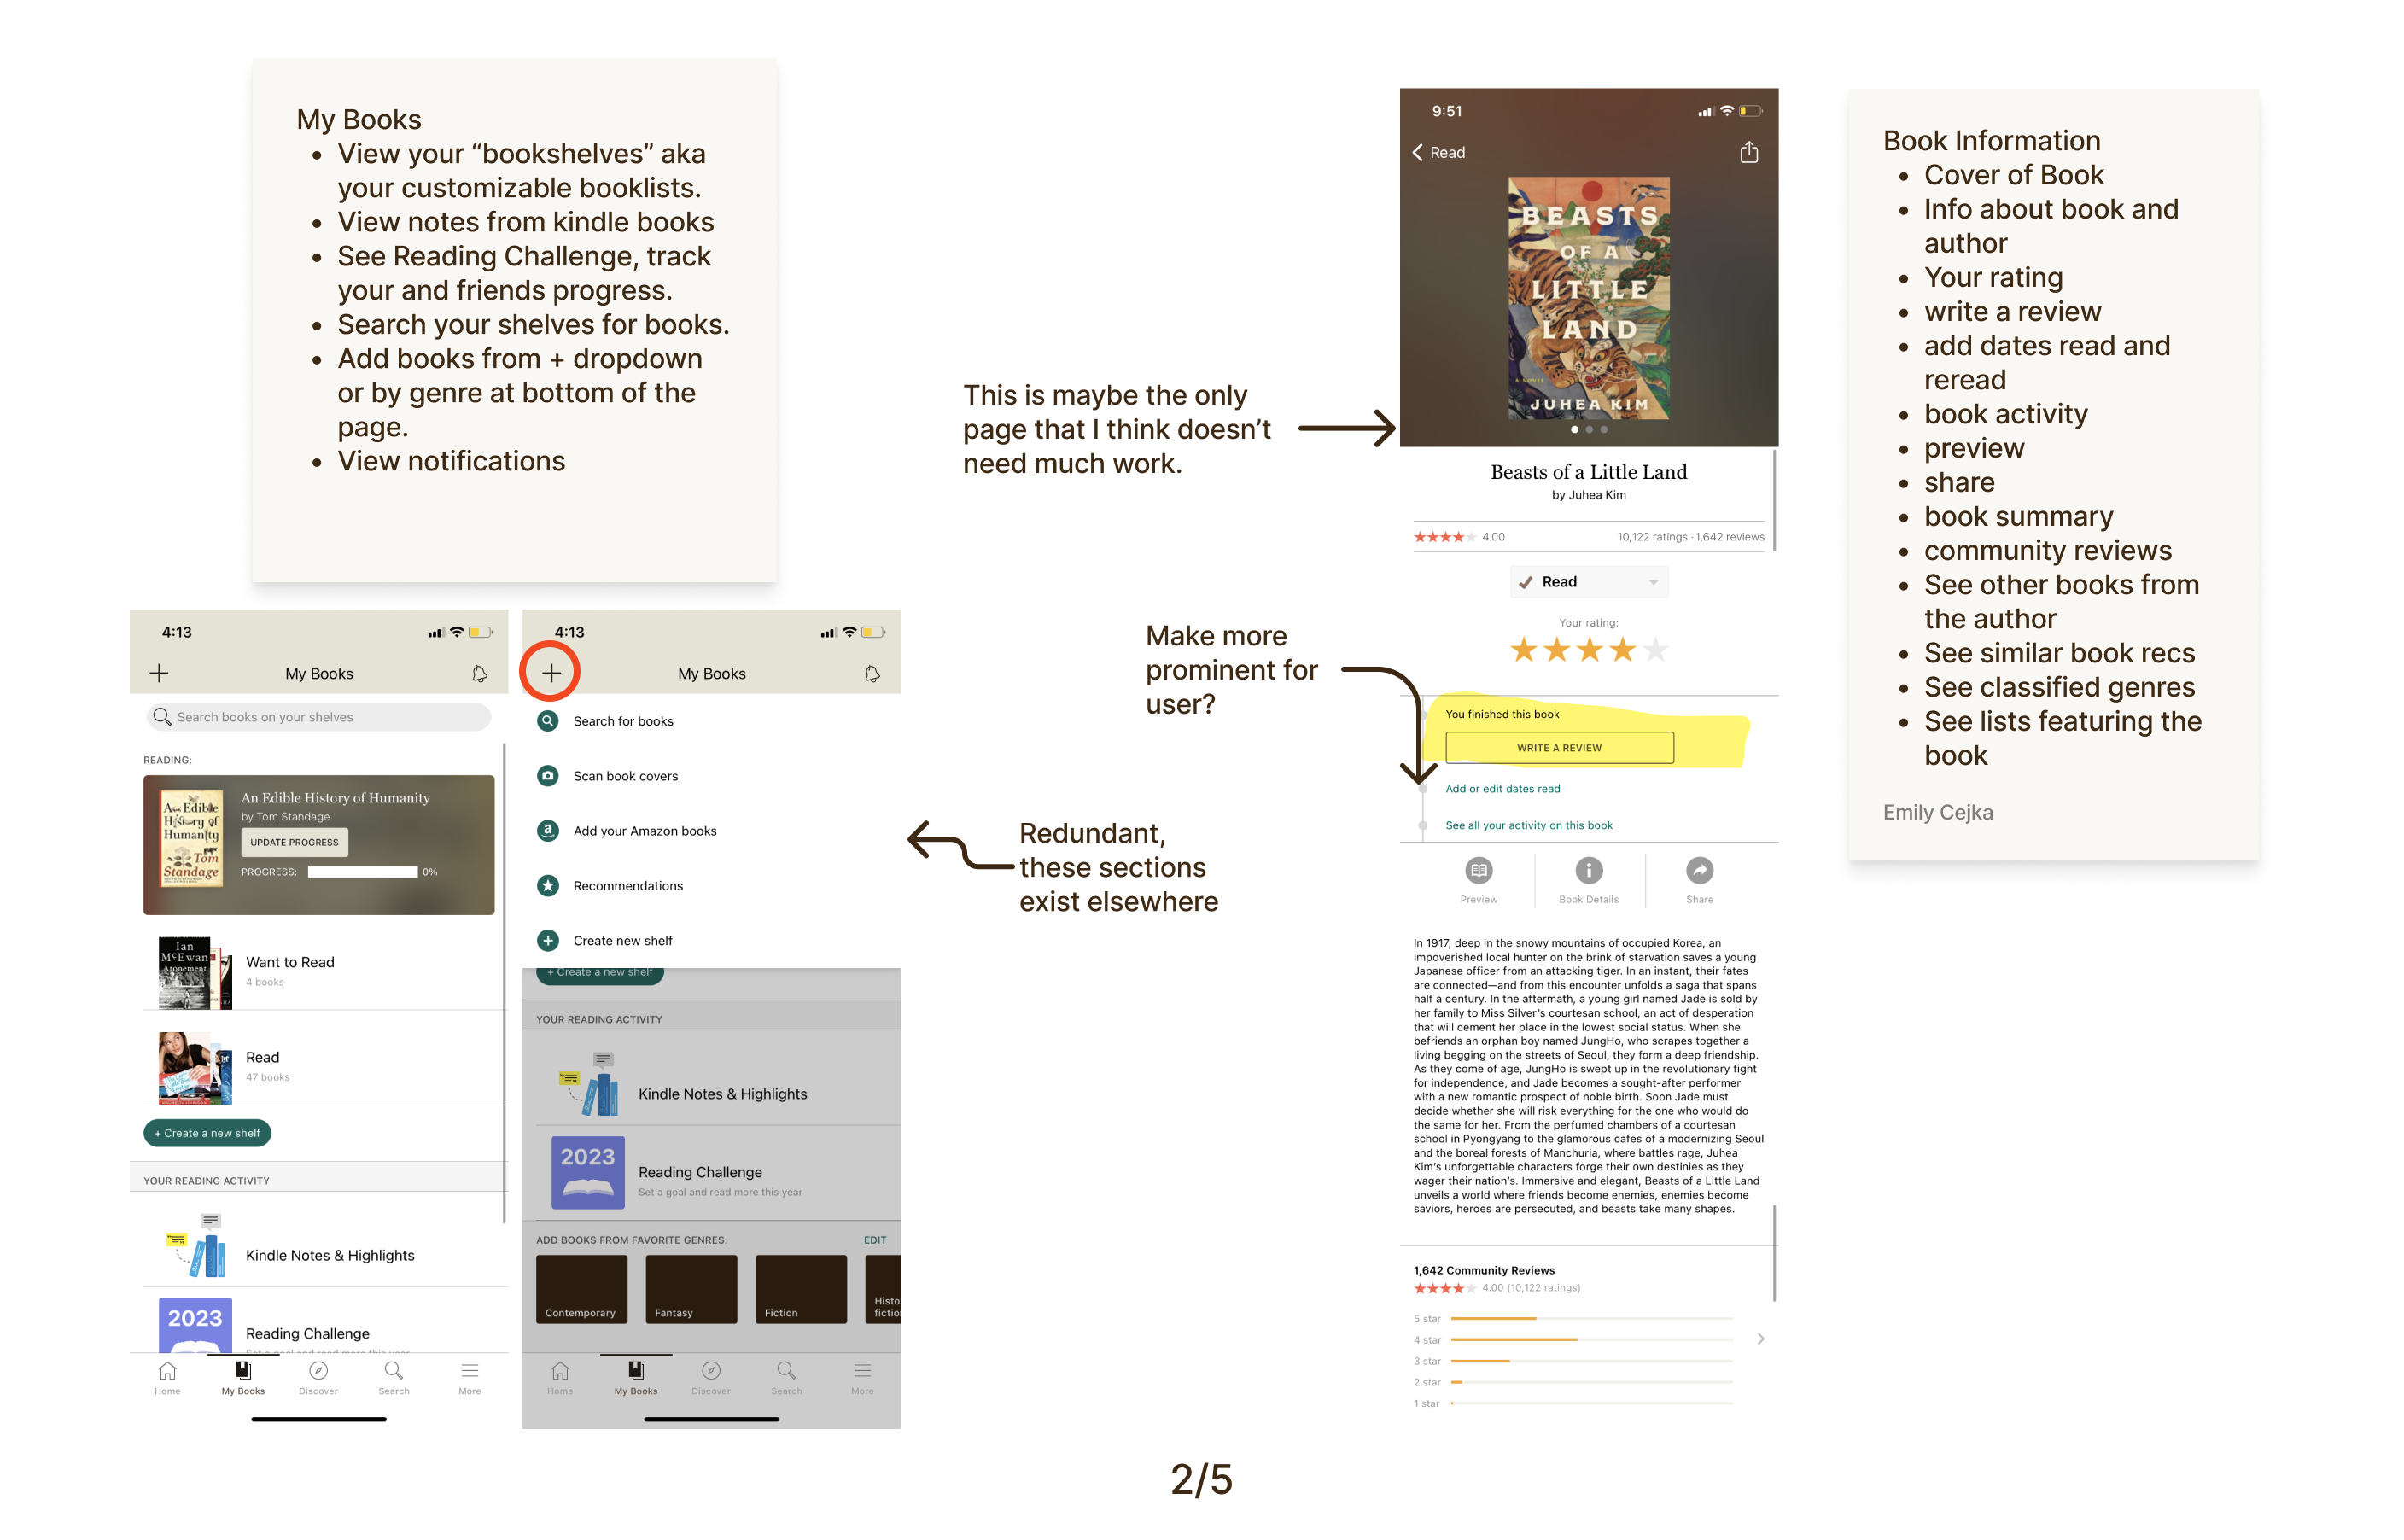 My Books
• View your “bookshelves” aka
your customizable booklists.
• View notes from kindle books
• See Reading Challenge, track
your and friends progress.
• Search your shelves for books.
• Add books from + dropdown
or by genre at bottom of the
page.
• View notifications
4:13
My Books
Search books on your shelves
READING:
An Edible
History of
Humanity
Tom
Standage
An Edible History of Humanity
by Tom Standage
UPDATE PROGRESS
PROGRESS:
0%
Ian
McEwan
Atonement
Want to Read
4 books
Read
47 books
+ Create a new shelf
YOUR READING ACTIVITY
Kindle Notes & Highlights
2023
Reading Challenge
Set a goal and read more this year
Home
My Books
Discover
Search
More
4:13
My Books
Search for books
Scan book covers
Add your Amazon books
Recommendations
Create new shelf
+ Create a new shelf
YOUR READING ACTIVITY
Kindle Notes & Highlights
2023
Reading Challenge
Set a goal and read more this year
ADD BOOKS FROM FAVORITE GENRES:
EDIT
Contemporary
Fantasy
Fiction
Histo
fictio
Home
My Books
Discover
Search
More
This is maybe the only
page that I think doesn’t
need much work.
Make more
prominent for
user?
Redundant,
these sections
exist elsewhere
9:51
Read
BEASTS
OF A
LITTLE
LAND
A NOVEL
JUHEA KIM
Beasts of a Little Land
by Juhea Kim
4.00
10,122 ratings · 1,642 reviews
Read
Your rating:
You finished this book
WRITE A REVIEW
Add or edit dates read
See all your activity on this book
Preview
Book Details
Share
In 1917, deep in the snowy mountains of occupied Korea, an
impoverished local hunter on the brink of starvation saves a young
Japanese officer from an attacking tiger. In an instant, their fates
are connected—and from this encounter unfolds a saga that spans
half a century. In the aftermath, a young girl named Jade is sold by
her family to Miss Silver’s courtesan school, an act of desperation
that will cement her place in the lowest social status. When she
befriends an orphan boy named JungHo, who scrapes together a
living begging on the streets of Seoul, they form a deep friendship.
As they come of age, JungHo is swept up in the revolutionary fight
for independence, and Jade becomes a sought-after performer
with a new romantic prospect of noble birth. Soon Jade must
decide whether she will risk everything for the one who would do
the same for her. From the perfumed chambers of a courtesan
school in Pyongyang to the glamorous cafes of a modernizing Seoul
and the boreal forests of Manchuria, where battles rage, Juhea
Kim’s unforgettable characters forge their own destinies as they
wager their nation’s. Immersive and elegant, Beasts of a Little Land
unveils a world where friends become enemies, enemies become
saviors, heroes are persecuted, and beasts take many shapes.
1,642 Community Reviews
4.00 (10,122 ratings)
5 star
4 star
3 star
2 star
1 star
Book Information
• Cover of Book
• Info about book and
author
• Your rating
• write a review
• add dates read and
reread
• book activity
• preview
• share
• book summary
• community reviews
• See other books from
the author
• See similar book recs
• See classified genres
• See lists featuring the
book
Emily Cejka
2/5